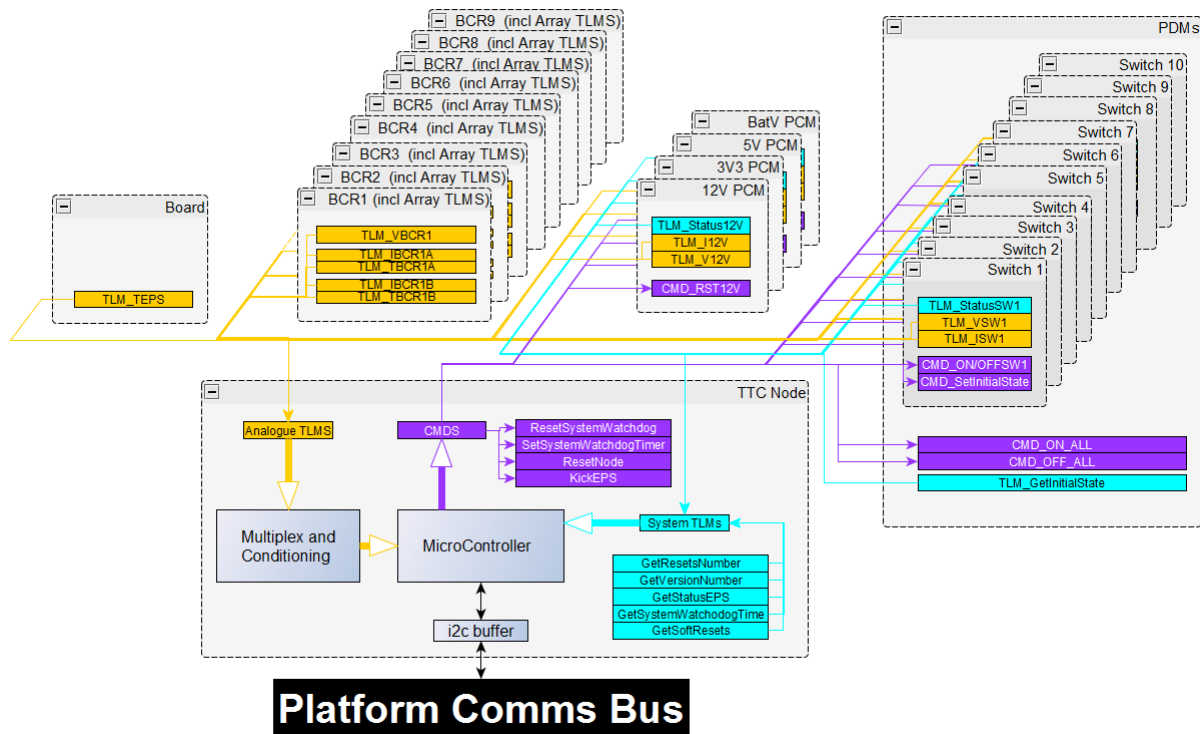 BCR9 (incl Array TLMS)
BCR8 (incl Array TLMS)
BCR7 (incl Array TLMS)
BCR6 (incl Array TLMS)
BCR5 (incl Array TLMS)
BCR4 (incl Array TLMS)
BCR3 (incl Array TLMS)
BCR2 (incl Array TLMS)
BCR1 (incl Array TLMS)
TLM_VBCR1
TLM_IBCR1A
TLM_TBCR1A
TLM_IBCR1B
TLM_TBCR1B
Board
TLM_TEPS
BatV PCM
5V PCM
3V3 PCM
12V PCM
TLM_Status12V
TLM_I12V
TLM_V12V
CMD_RST12V
PDMs
Switch 10
Switch 9
Switch 8
Switch 7
Switch 6
Switch 5
Switch 4
Switch 3
Switch 2
Switch 1
TLM_StatusSW1
TLM_VSW1
TLM_ISW1
CMD_ON/OFFSW1
CMD_SetInitialState
CMD_ON_ALL
CMD_OFF_ALL
TLM_GetInitialState
TTC Node
Analogue TLMS
CMDS
ResetSystemWatchdog
SetSystemWatchdogTimer
ResetNode
KickEPS
Multiplex and
Conditioning
MicroController
System TLMs
GetResetsNumber
GetVersionNumber
GetStatusEPS
GetSystemWatchodogTime
GetSoftResets
i2c buffer
Platform Comms Bus